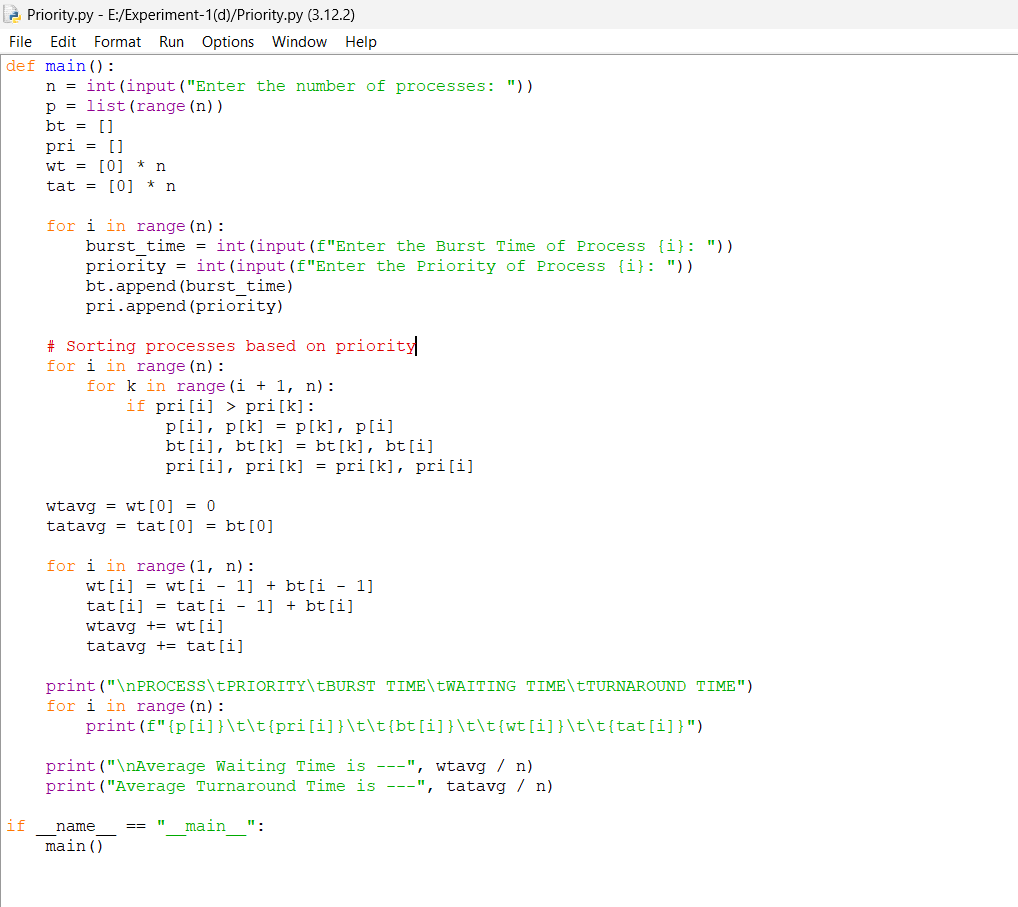 Priority.py - E:/Experiment-1(d)/Priority.py (3.12.2)
File Edit Format Run Options Window Help
def main():
    n = int(input("Enter the number of processes: "))
    p = list(range(n))
    bt = []
    pri = []
    wt = [0] * n
    tat = [0] * n

    for i in range(n):
        burst_time = int(input(f"Enter the Burst Time of Process {i}: "))
        priority = int(input(f"Enter the Priority of Process {i}: "))
        bt.append(burst_time)
        pri.append(priority)

    # Sorting processes based on priority
    for i in range(n):
        for k in range(i + 1, n):
            if pri[i] > pri[k]:
                p[i], p[k] = p[k], p[i]
                bt[i], bt[k] = bt[k], bt[i]
                pri[i], pri[k] = pri[k], pri[i]

    wtavg = wt[0] = 0
    tatavg = tat[0] = bt[0]

    for i in range(1, n):
        wt[i] = wt[i - 1] + bt[i - 1]
        tat[i] = tat[i - 1] + bt[i]
        wtavg += wt[i]
        tatavg += tat[i]

    print("\nPROCESS\tPRIORITY\tBURST TIME\tWAITING TIME\tTURNAROUND TIME")
    for i in range(n):
        print(f"{p[i]}\t\t{pri[i]}\t\t{bt[i]}\t\t{wt[i]}\t\t{tat[i]}")

    print("\nAverage Waiting Time is ---", wtavg / n)
    print("Average Turnaround Time is ---", tatavg / n)

if __name__ == "__main__":
    main()